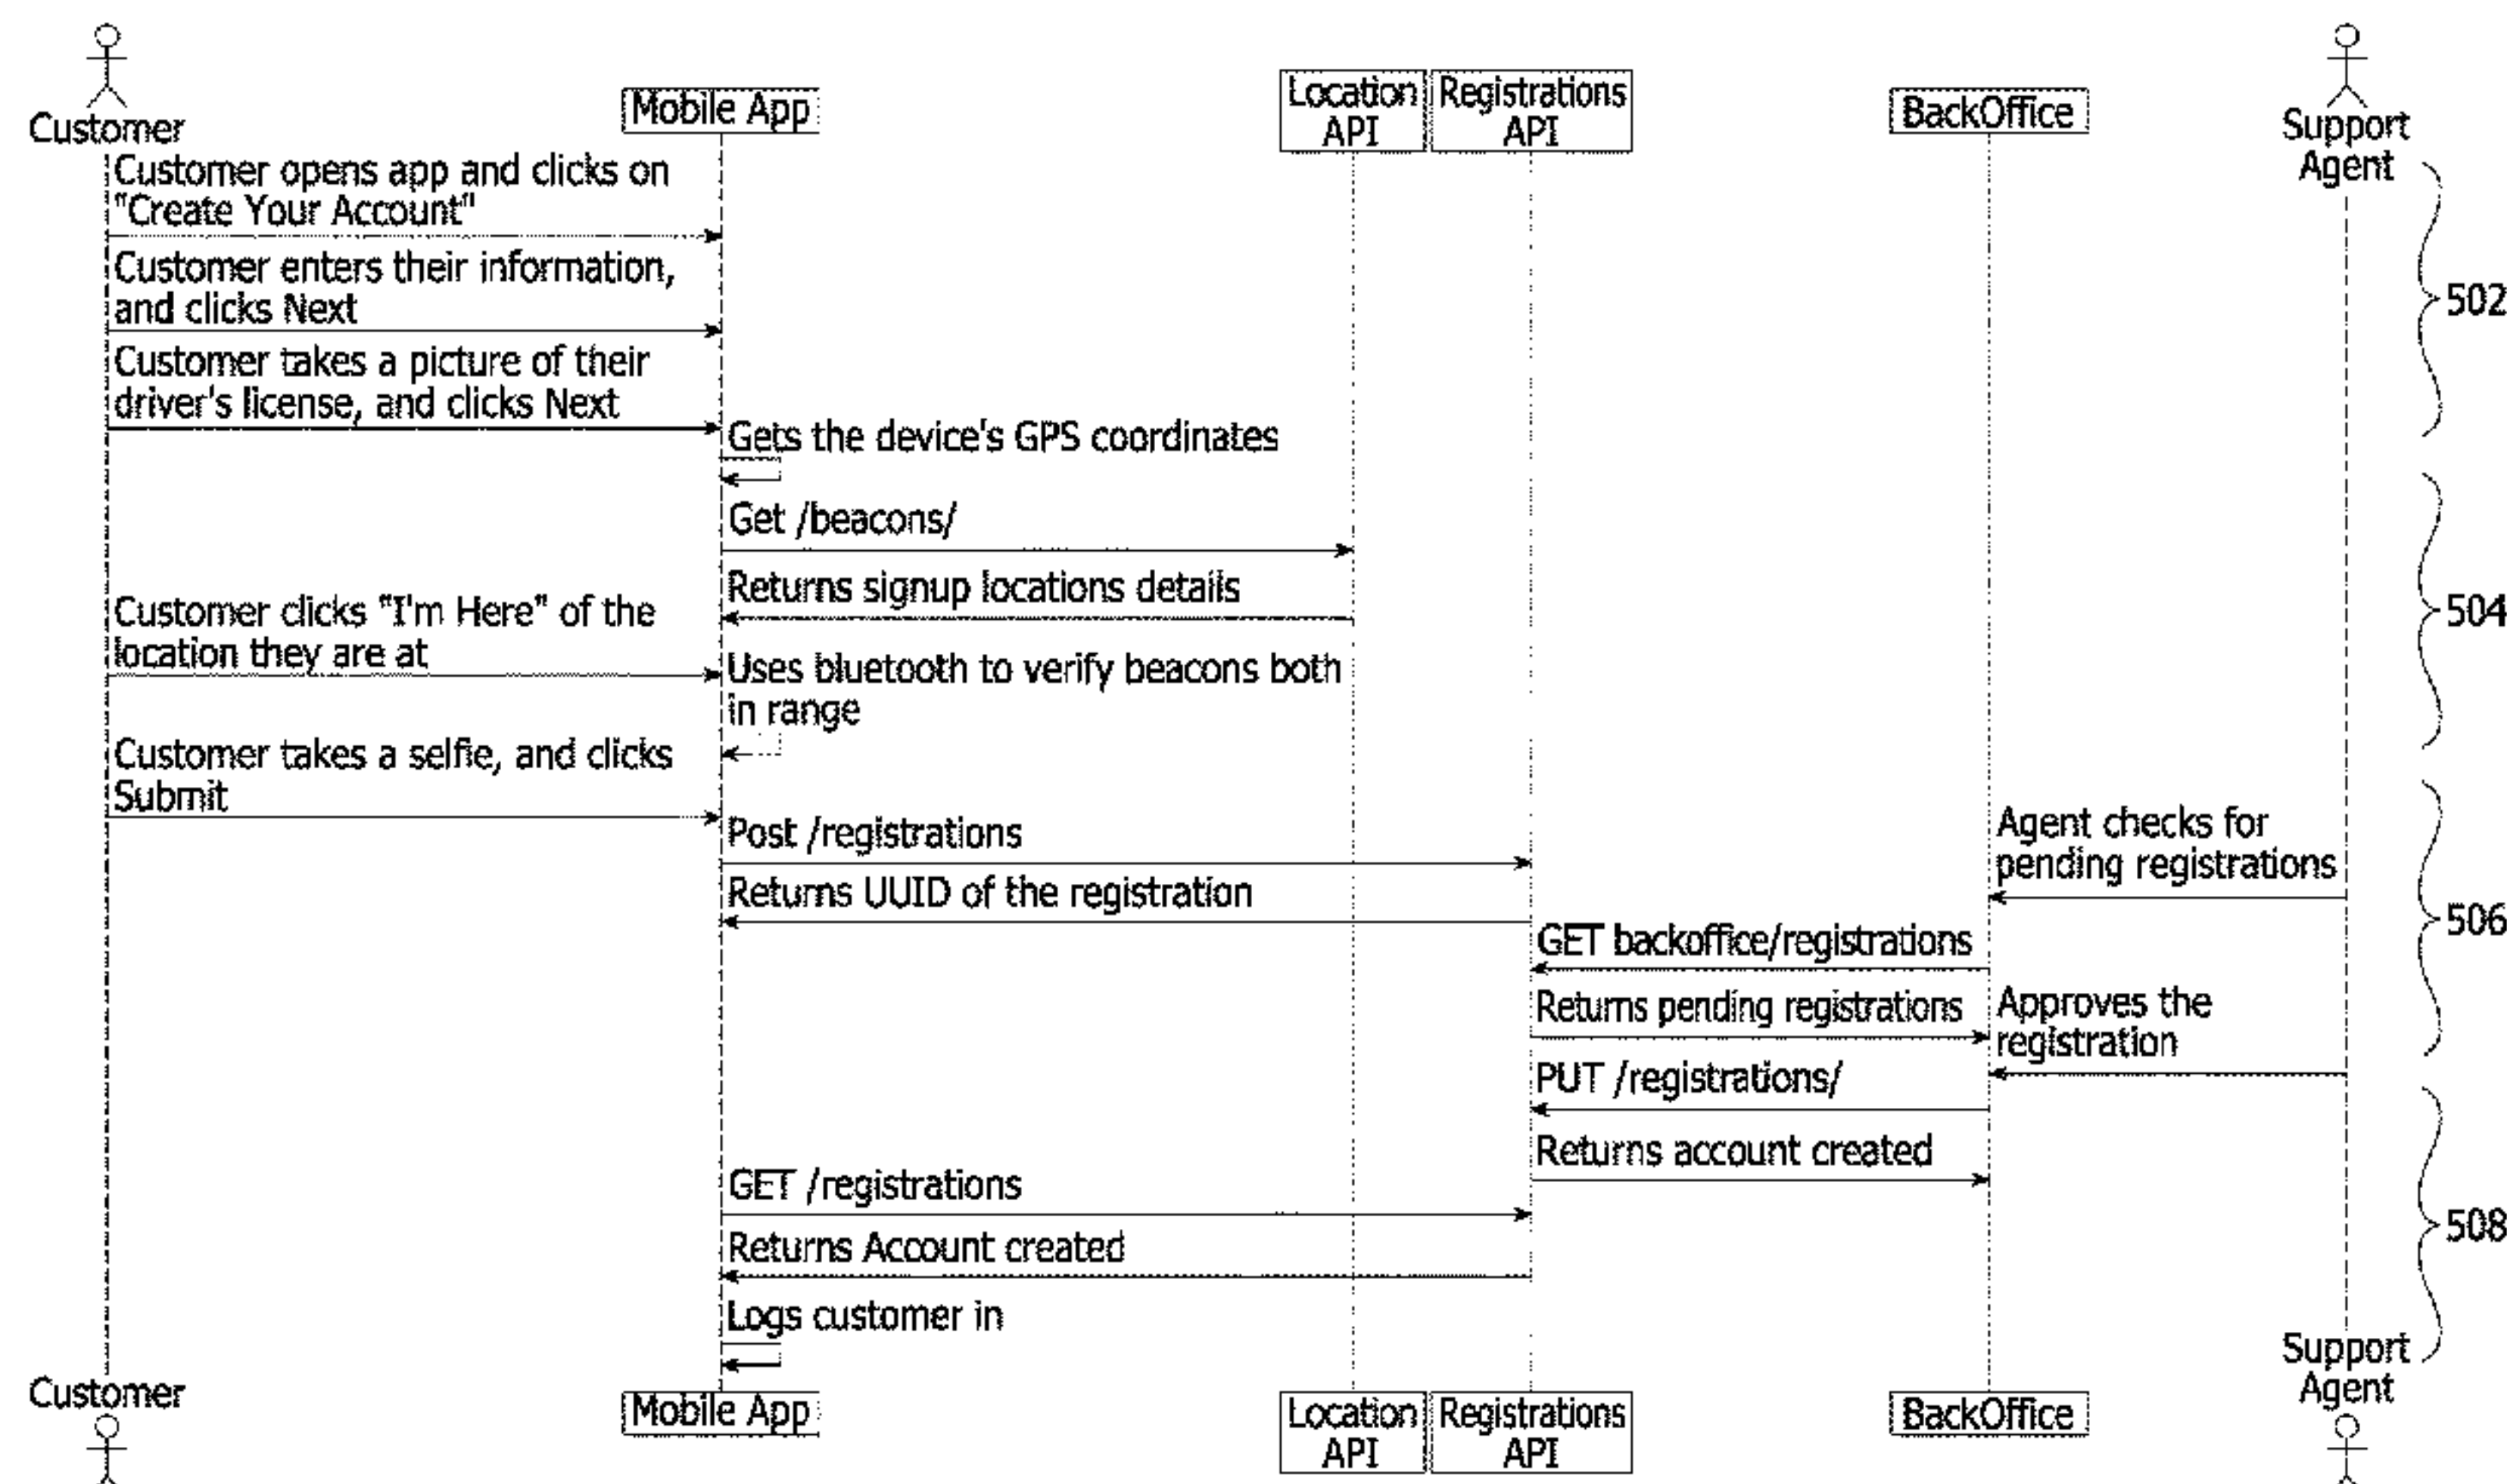 Customer
Mobile App
Location
API
Registrations
API
BackOffice
Support
Agent
Customer opens app and clicks on
"Create Your Account"
Customer enters their information,
and clicks Next
502
Customer takes a picture of their
driver's license, and clicks Next
Gets the device's GPS coordinates
Get /beacons/
Returns signup locations details
Customer clicks "I'm Here" of the
location they are at
504
Uses bluetooth to verify beacons both
in range
Customer takes a selfie, and clicks
Submit
Post /registrations
Agent checks for
pending registrations
Returns UUID of the registration
506
GET backoffice/registrations
Returns pending registrations
Approves the
registration
PUT /registrations/
Returns account created
GET /registrations
508
Returns Account created
Logs customer in
Customer
Mobile App
Location
API
Registrations
API
BackOffice
Support
Agent